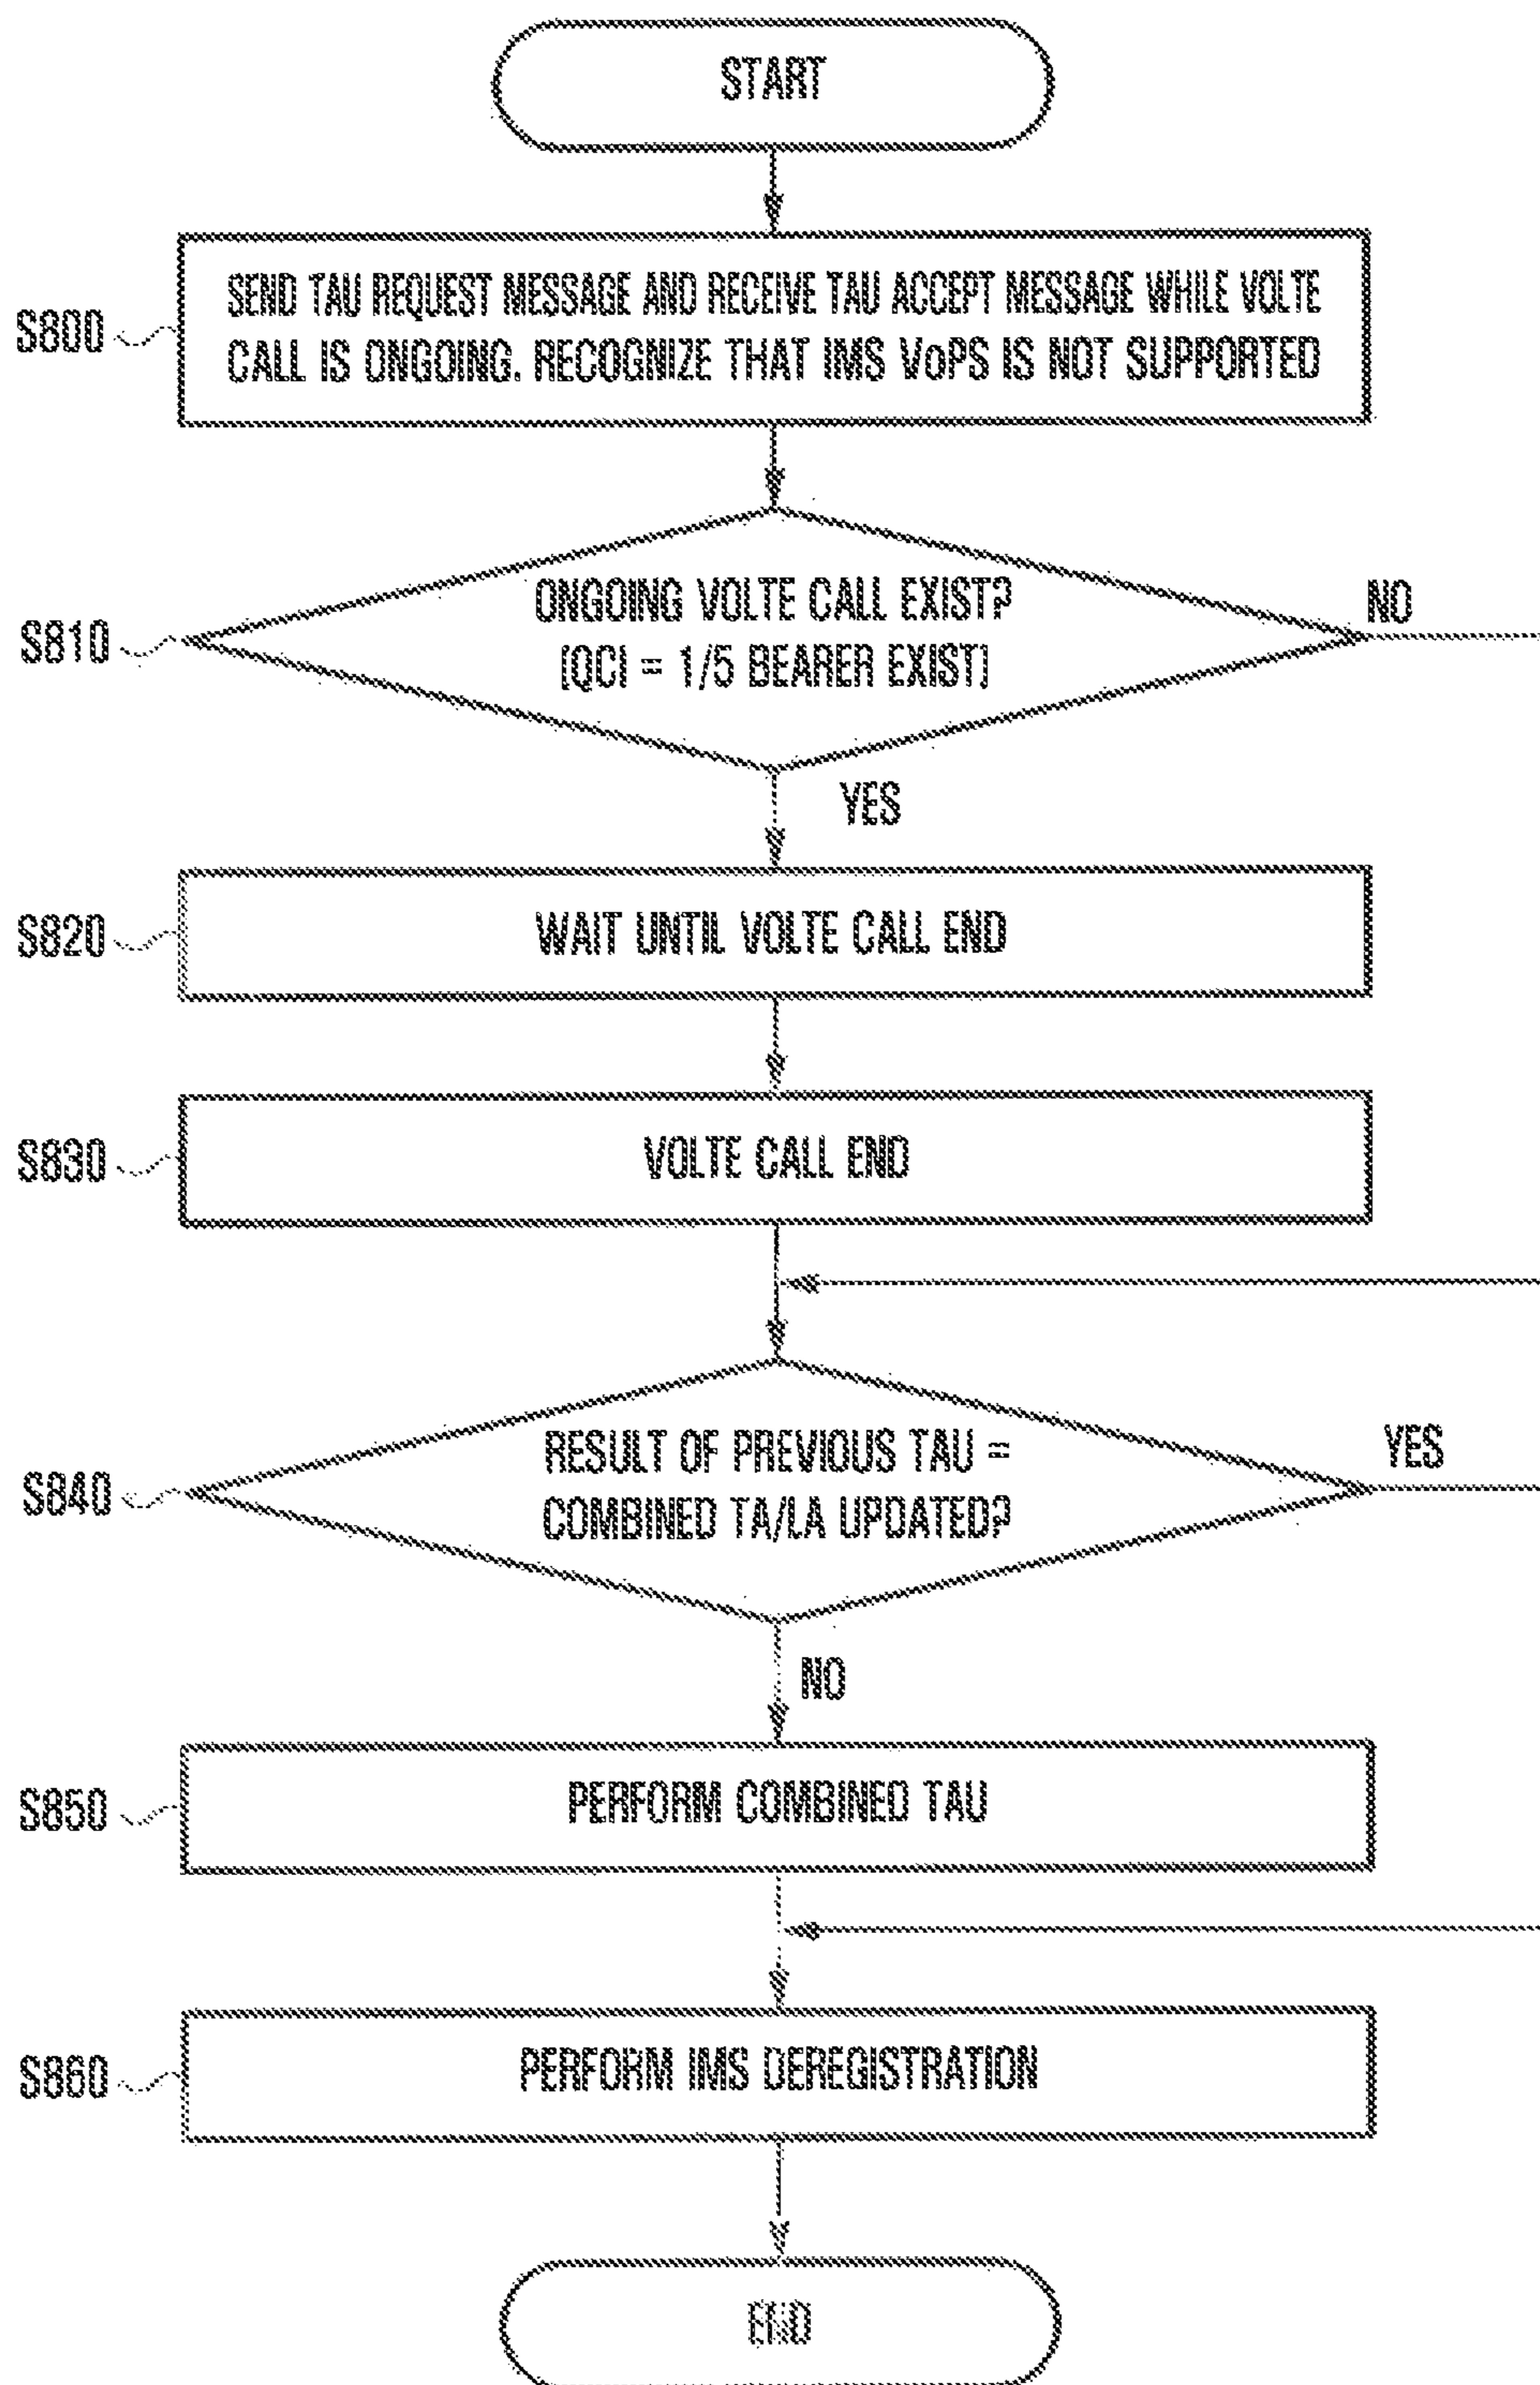 START
S800
SEND TAU REQUEST MESSAGE AND RECEIVE TAU ACCEPT MESSAGE WHILE VOLTE
CALL IS ONGOING. RECOGNIZE THAT IMS VoPS IS NOT SUPPORTED
S810
ONGOING VOLTE CALL EXIST?
[QCI = 1/5 BEARER EXIST]
NO
YES
S820
WAIT UNTIL VOLTE CALL END
S830
VOLTE CALL END
S840
RESULT OF PREVIOUS TAU =
COMBINED TA/LA UPDATED?
YES
NO
S850
PERFORM COMBINED TAU
S860
PERFORM IMS DEREGISTRATION
END